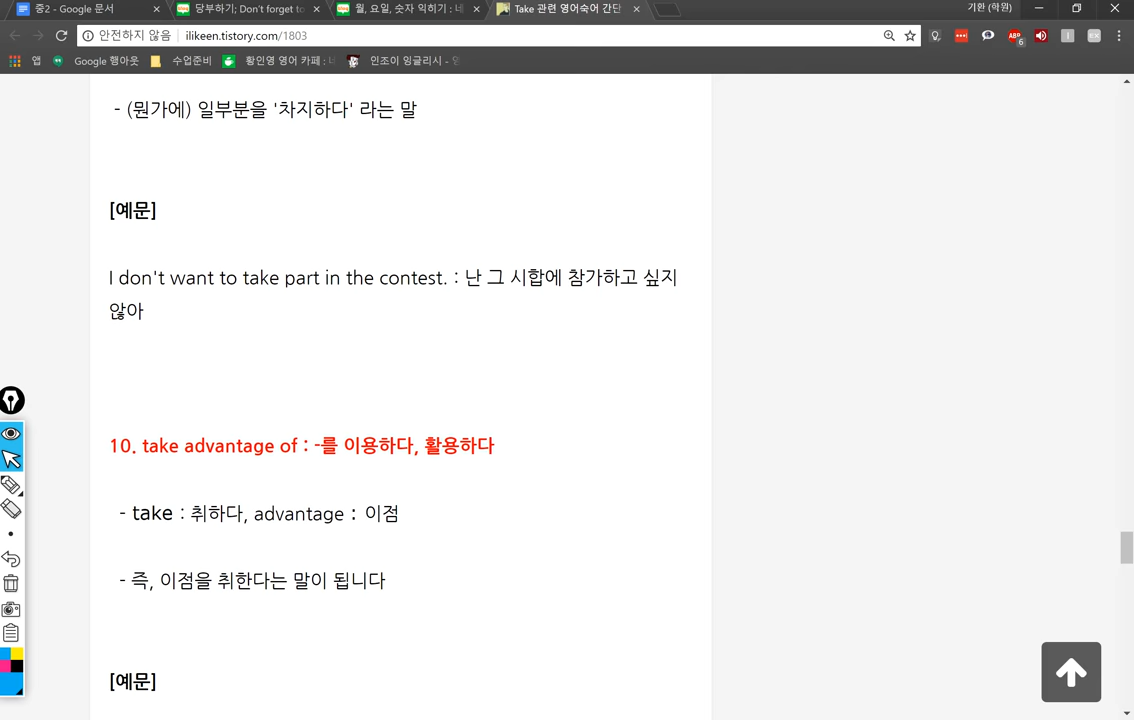 중2 - Google 문서
당부하기; Don't forget to
월, 요일, 숫자 익히기 : 네
Take 관련 영어숙어 간단
기환 (학원)
안전하지 않음
ilikeen.tistory.com/1803
ABP
6
앱
Google 행아웃
수업준비
황인영 영어 카페 : 네
인조이 잉글리시 - 영
- (뭔가에) 일부분을 '차지하다' 라는 말
[예문]
I don't want to take part in the contest. : 난 그 시합에 참가하고 싶지
않아
10. take advantage of : -를 이용하다, 활용하다
- take : 취하다, advantage : 이점
- 즉, 이점을 취한다는 말이 됩니다
[예문]